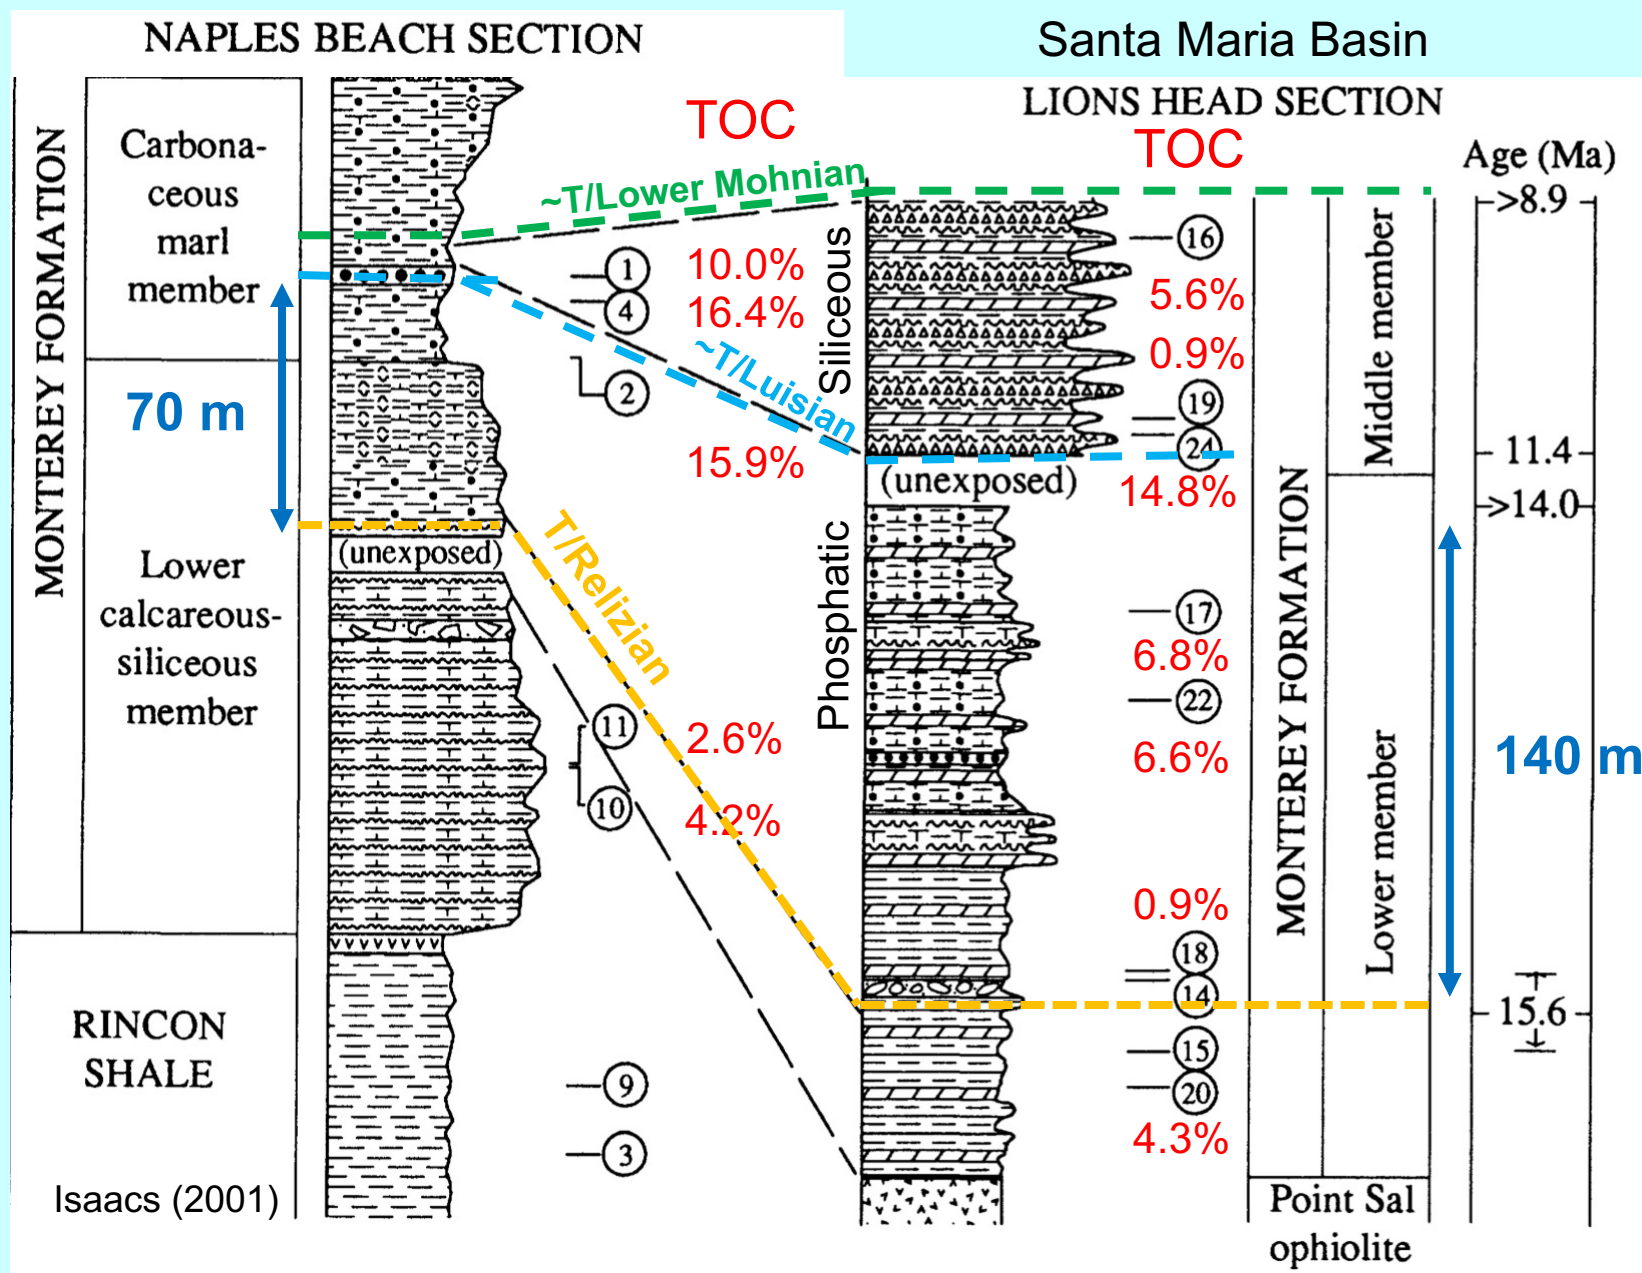 NAPLES BEACH SECTION
Santa Maria Basin
LIONS HEAD SECTION
MONTEREY FORMATION
Carbona-
ceous
marl
member
70 m
Lower
calcareous-
siliceous
member
RINCON
SHALE
Isaacs (2001)
(unexposed)
TOC
~T/Lower Mohnian
1
10.0%
4
16.4%
2
~T/Luisian
15.9%
T/Relizian
11
2.6%
10
4.2%
9
3
Siliceous
Phosphatic
(unexposed)
TOC
16
5.6%
0.9%
19
24
14.8%
17
6.8%
22
6.6%
0.9%
18
14
15
20
4.3%
MONTEREY FORMATION
Middle member
Lower member
Point Sal
ophiolite
Age (Ma)
>8.9
11.4
>14.0
140 m
15.6